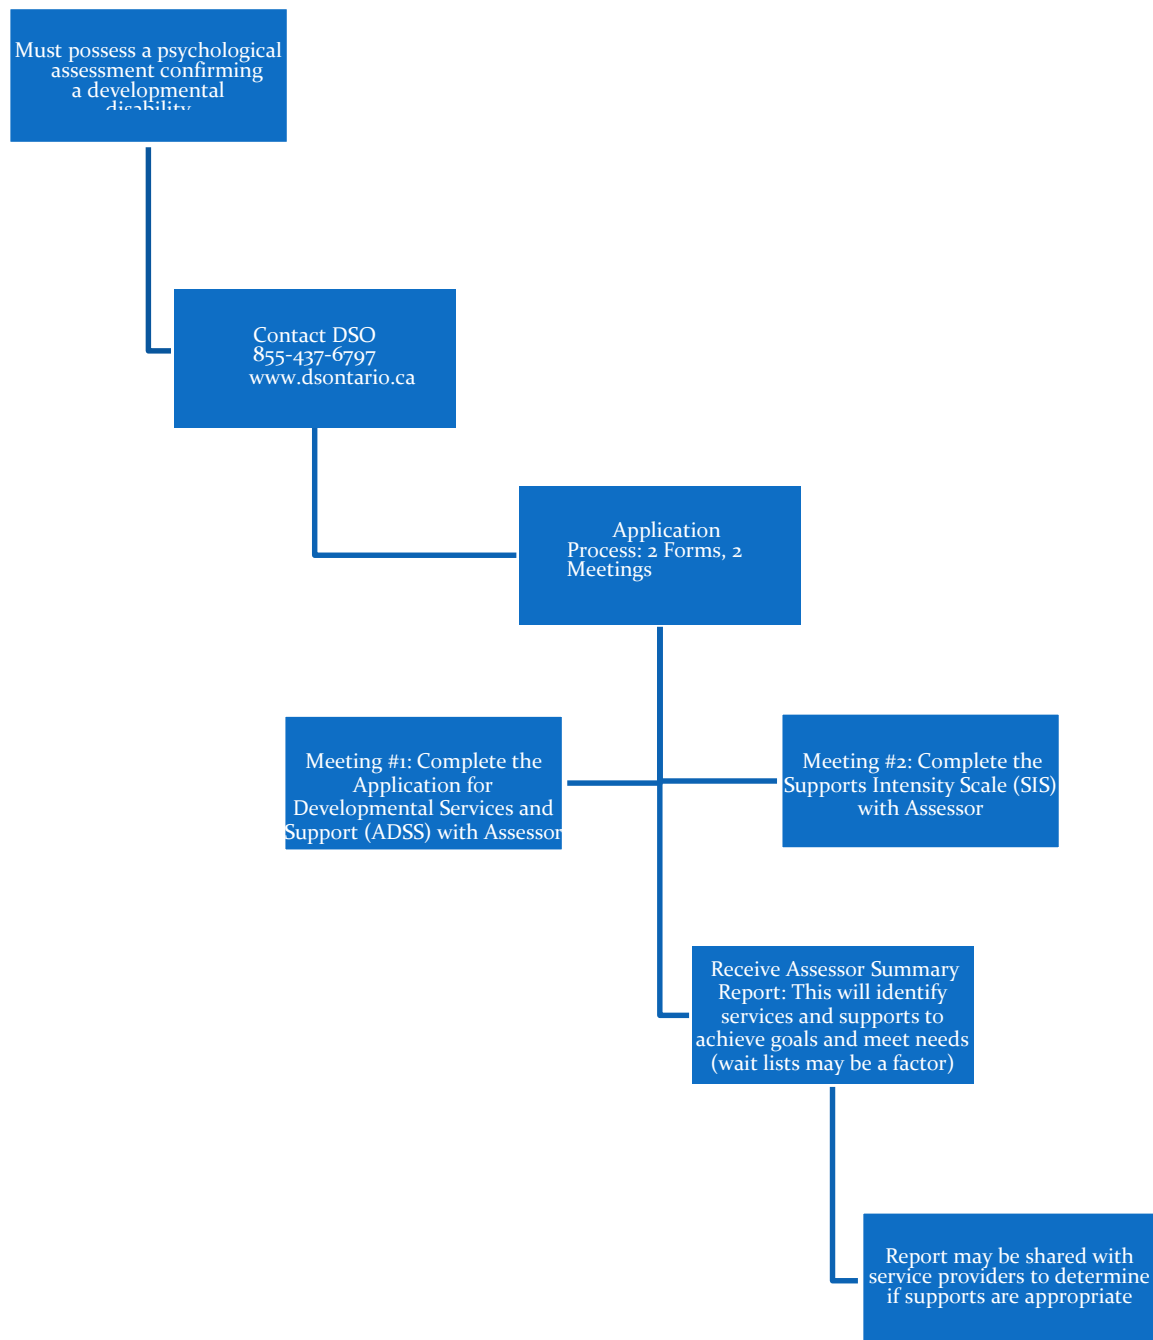 Must possess a psychological
assessment confirming
a developmental
disability
Contact DSO
855-437-6797
www.dsontario.ca
Application
Process: 2 Forms, 2
Meetings
Meeting #1: Complete the
Application for
Developmental Services and
Support (ADSS) with Assessor
Meeting #2: Complete the
Supports Intensity Scale (SIS)
with Assessor
Receive Assessor Summary
Report: This will identify
services and supports to
achieve goals and meet needs
(wait lists may be a factor)
Report may be shared with
service providers to determine
if supports are appropriate